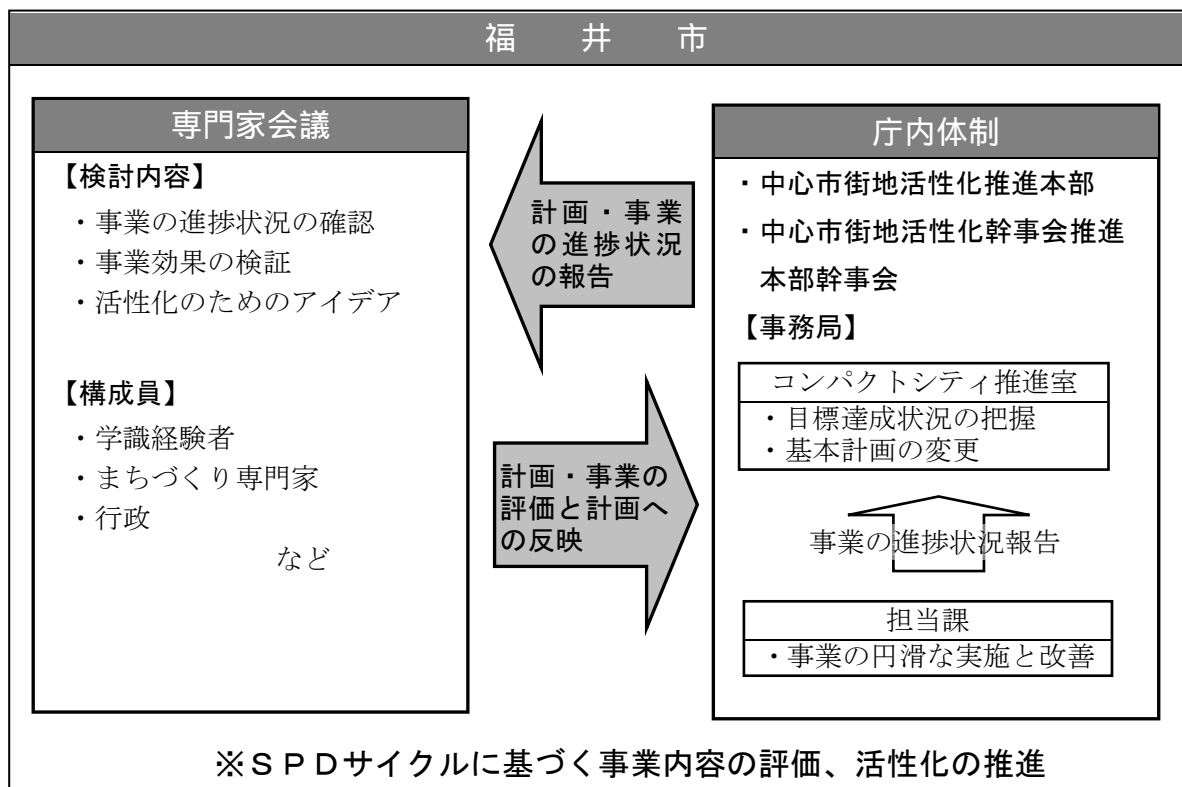 福井市
専門家会議
【検討内容】
・事業の進捗状況の確認
・事業効果の検証
・活性化のためのアイデア
【構成員】
・学識経験者
・まちづくり専門家
・行政
など
計画・事業
の進捗状況
の報告
計画・事業の
評価と計画へ
の反映
庁内体制
・中心市街地活性化推進本部
・中心市街地活性化幹事会推進
本部幹事会
【事務局】
コンパクトシティ推進室
・目標達成状況の把握
・基本計画の変更
事業の進捗状況報告
担当課
・事業の円滑な実施と改善
※ＳＰＤサイクルに基づく事業内容の評価、活性化の推進